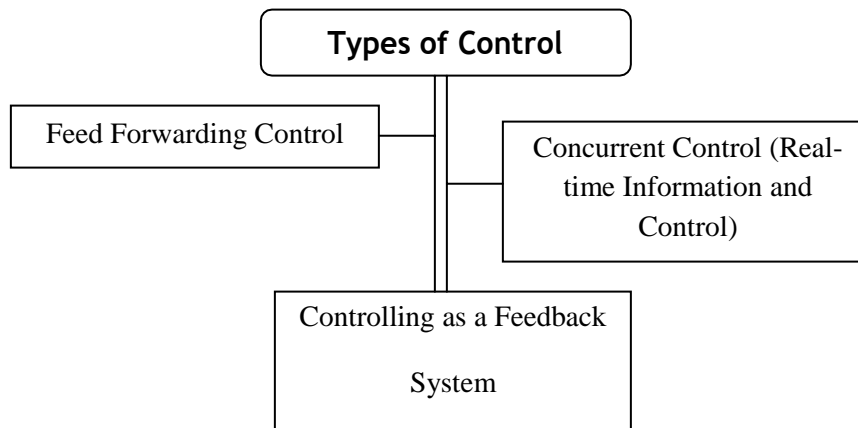 Types of Control
Feed Forwarding Control
Concurrent Control (Real-
time Information and
Control)
Controlling as a Feedback
System